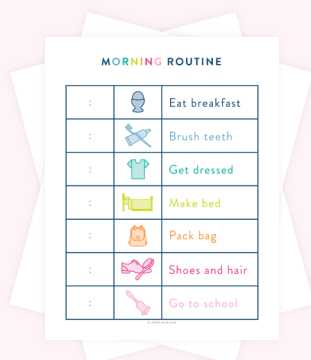 MORNING ROUTINE
: Eat breakfast
: Brush teeth
: Get dressed
: Make bed
: Pack bag
: Shoes and hair
: Go to school